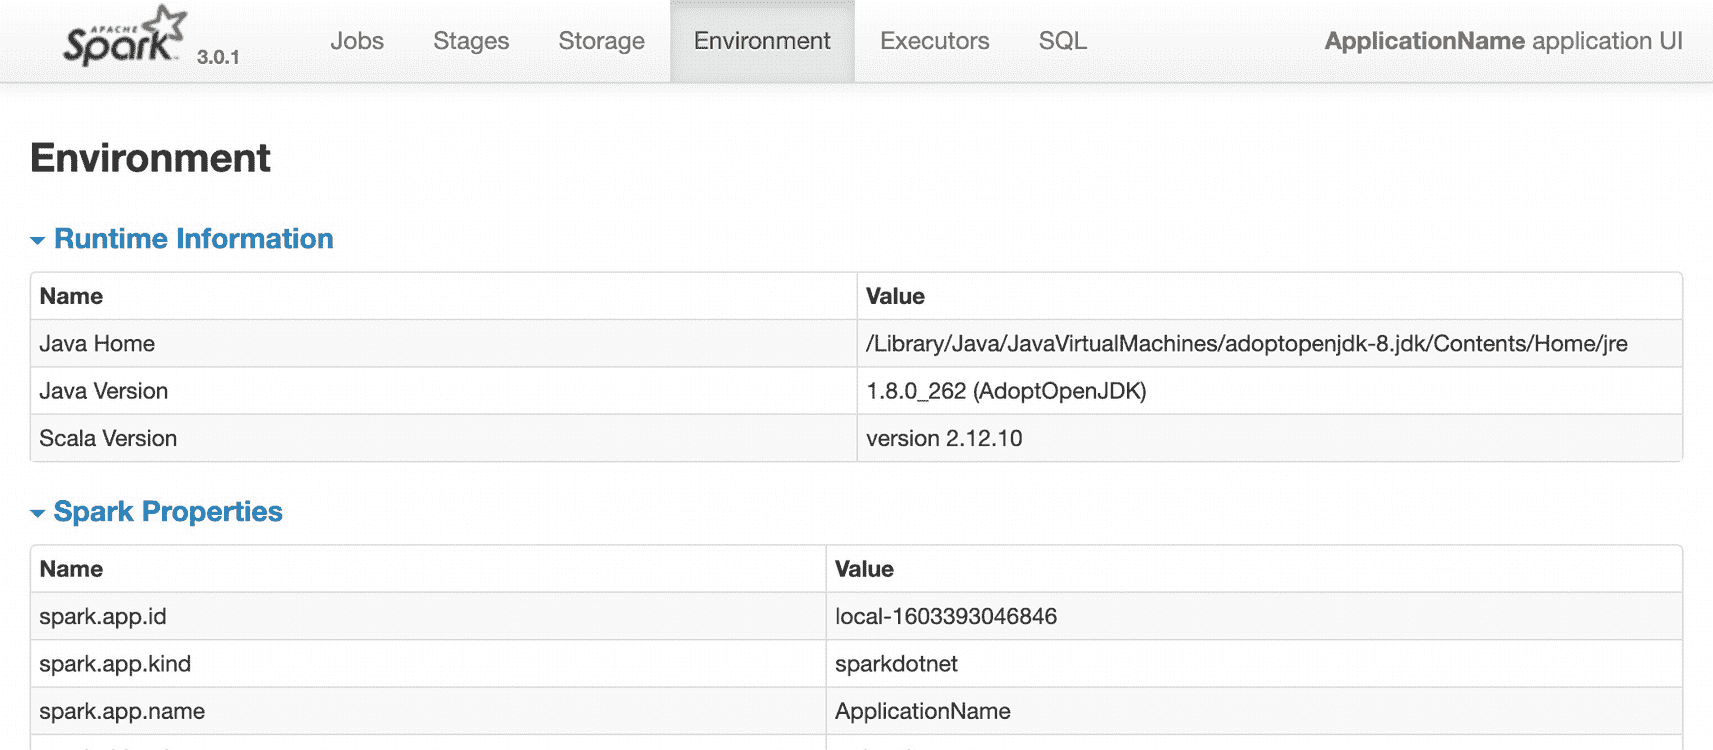 APACHE
Spark 3.0.1 Jobs Stages Storage Environment Executors SQL ApplicationName application UI
Environment
Runtime Information
Name Value
Java Home /Library/Java/JavaVirtualMachines/adoptopenjdk-8.jdk/Contents/Home/jre
Java Version 1.8.0_262 (AdoptOpenJDK)
Scala Version version 2.12.10
Spark Properties
Name Value
spark.app.id local-1603393046846
spark.app.kind sparkdotnet
spark.app.name ApplicationName